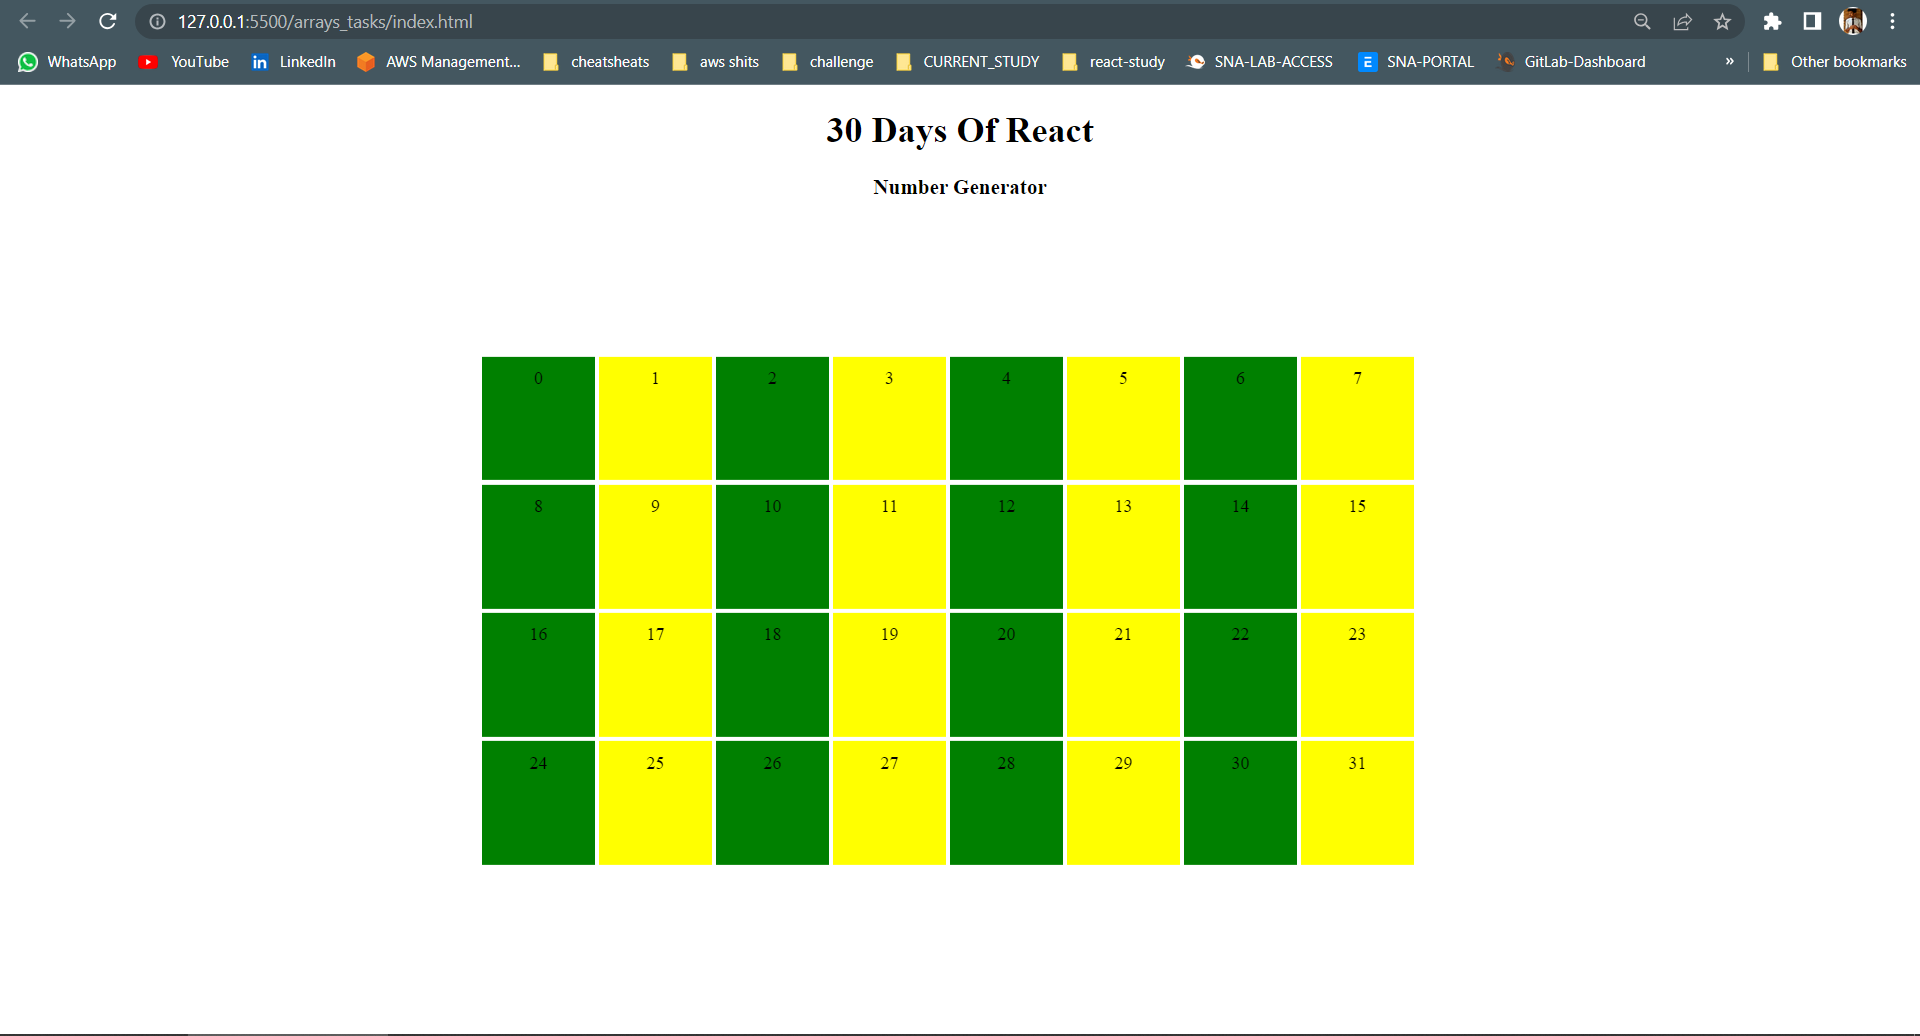 127.0.0.1:5500/arrays_tasks/index.html
WhatsApp YouTube in LinkedIn AWS Management... cheatsheats aws shits challenge CURRENT_STUDY react-study SNA-LAB-ACCESS E SNA-PORTAL GitLab-Dashboard » Other bookmarks
30 Days Of React
Number Generator
0 1 2 3 4 5 6 7
8 9 10 11 12 13 14 15
16 17 18 19 20 21 22 23
24 25 26 27 28 29 30 31